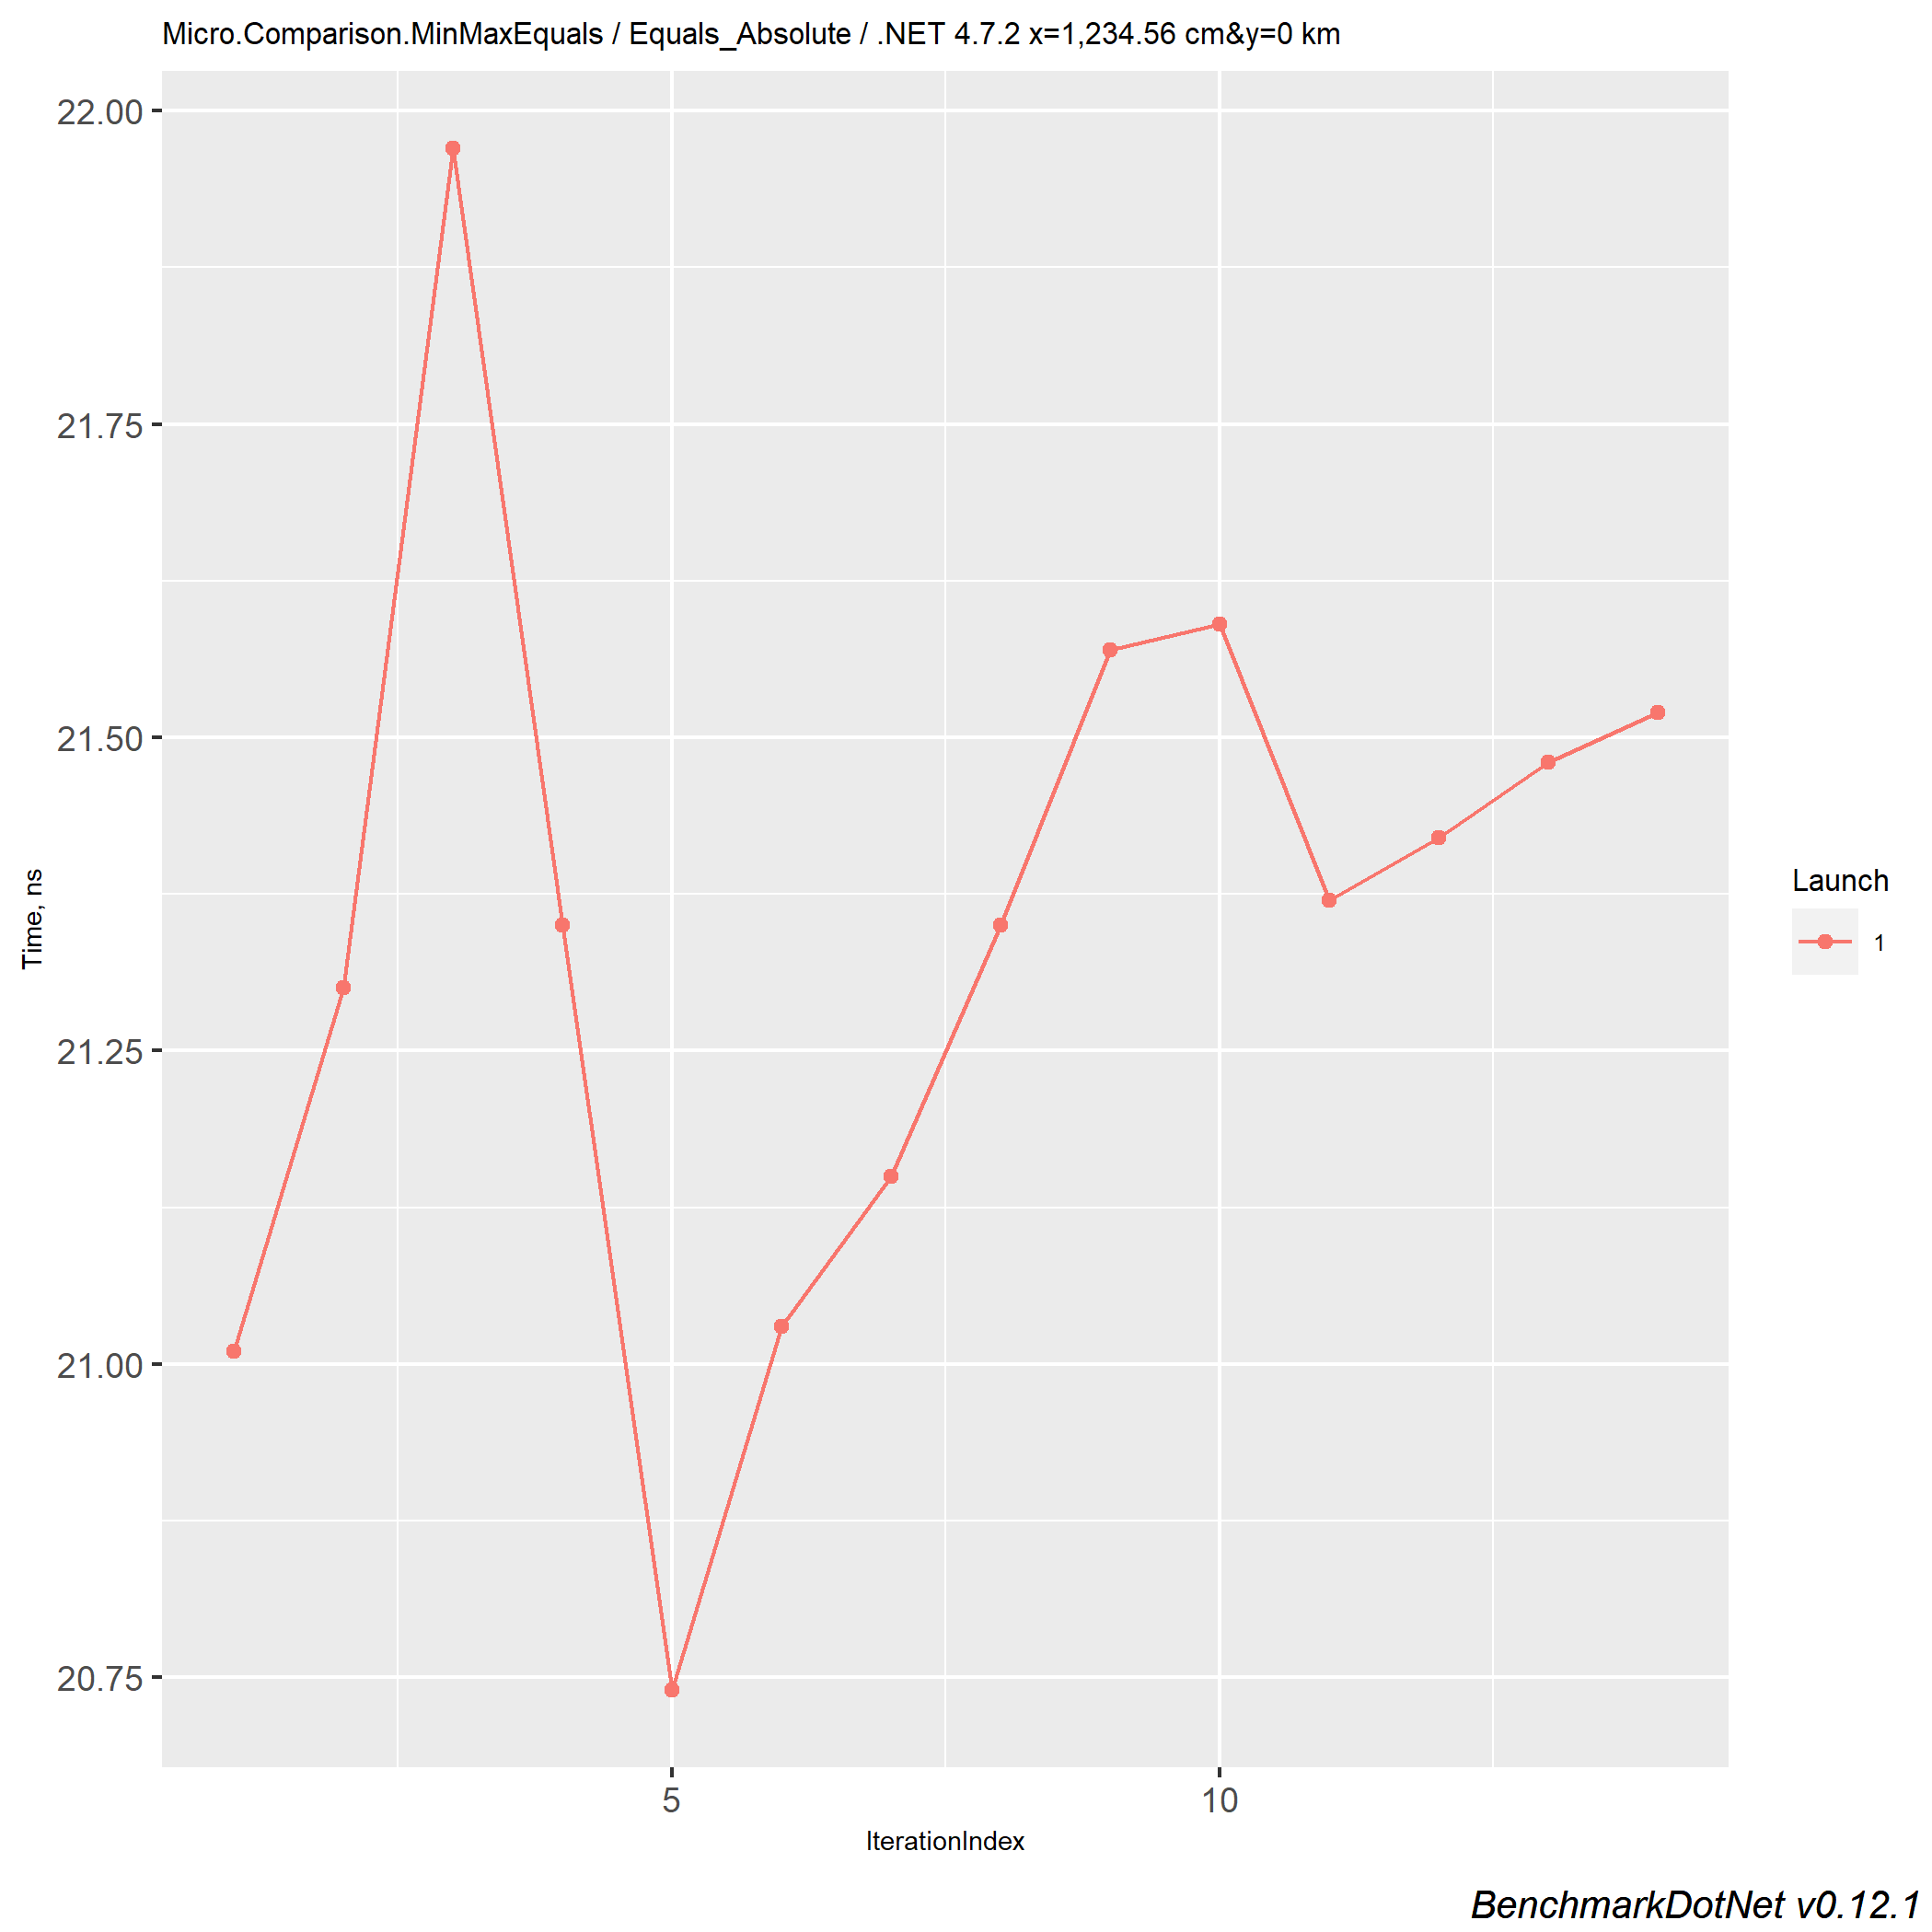 Micro.Comparison.MinMaxEquals / Equals_Absolute / .NET 4.7.2 x=1,234.56 cm&y=0 km
22.00
21.75
21.50
21.25
21.00
20.75
Time, ns
5
10
IterationIndex
Launch
1
BenchmarkDotNet v0.12.1